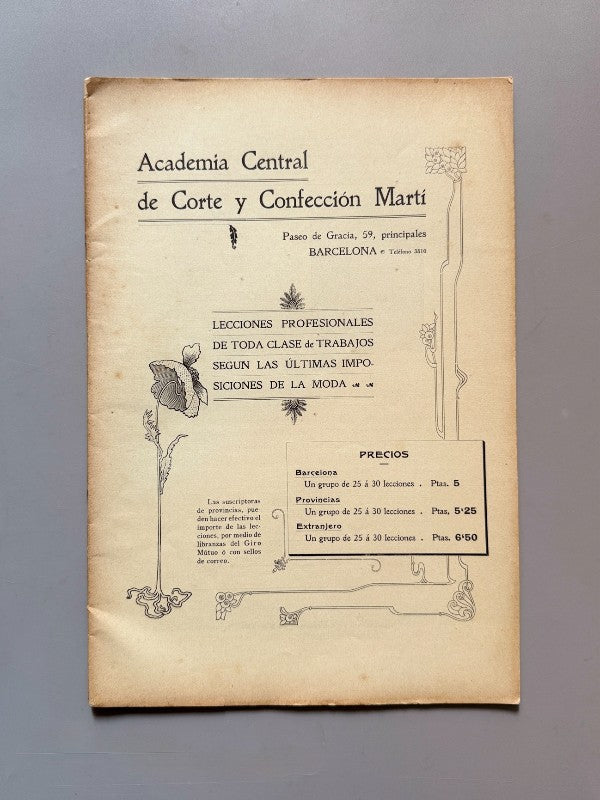 Academia Central
de Corte y Confección Martí
Paseo de Gracia, 59, principales
BARCELONA Teléfono 3816
LECCIONES PROFESIONALES
DE TODA CLASE de TRABAJOS
SEGUN LAS ÚLTIMAS IMPO-
SICIONES DE LA MODA
PRECIOS
Barcelona
Un grupo de 25 á 30 lecciones . Ptas. 5
Provincias
Un grupo de 25 á 30 lecciones . Ptas, 5'25
Extranjero
Un grupo de 25 á 30 lecciones . Ptas. 6'50
Las suscriptoras
de provincias, pue-
den hacer efectivo el
importe de las lec-
ciones, por medio de
libranzas del Giro
Mútuo ó con sellos
de correo.